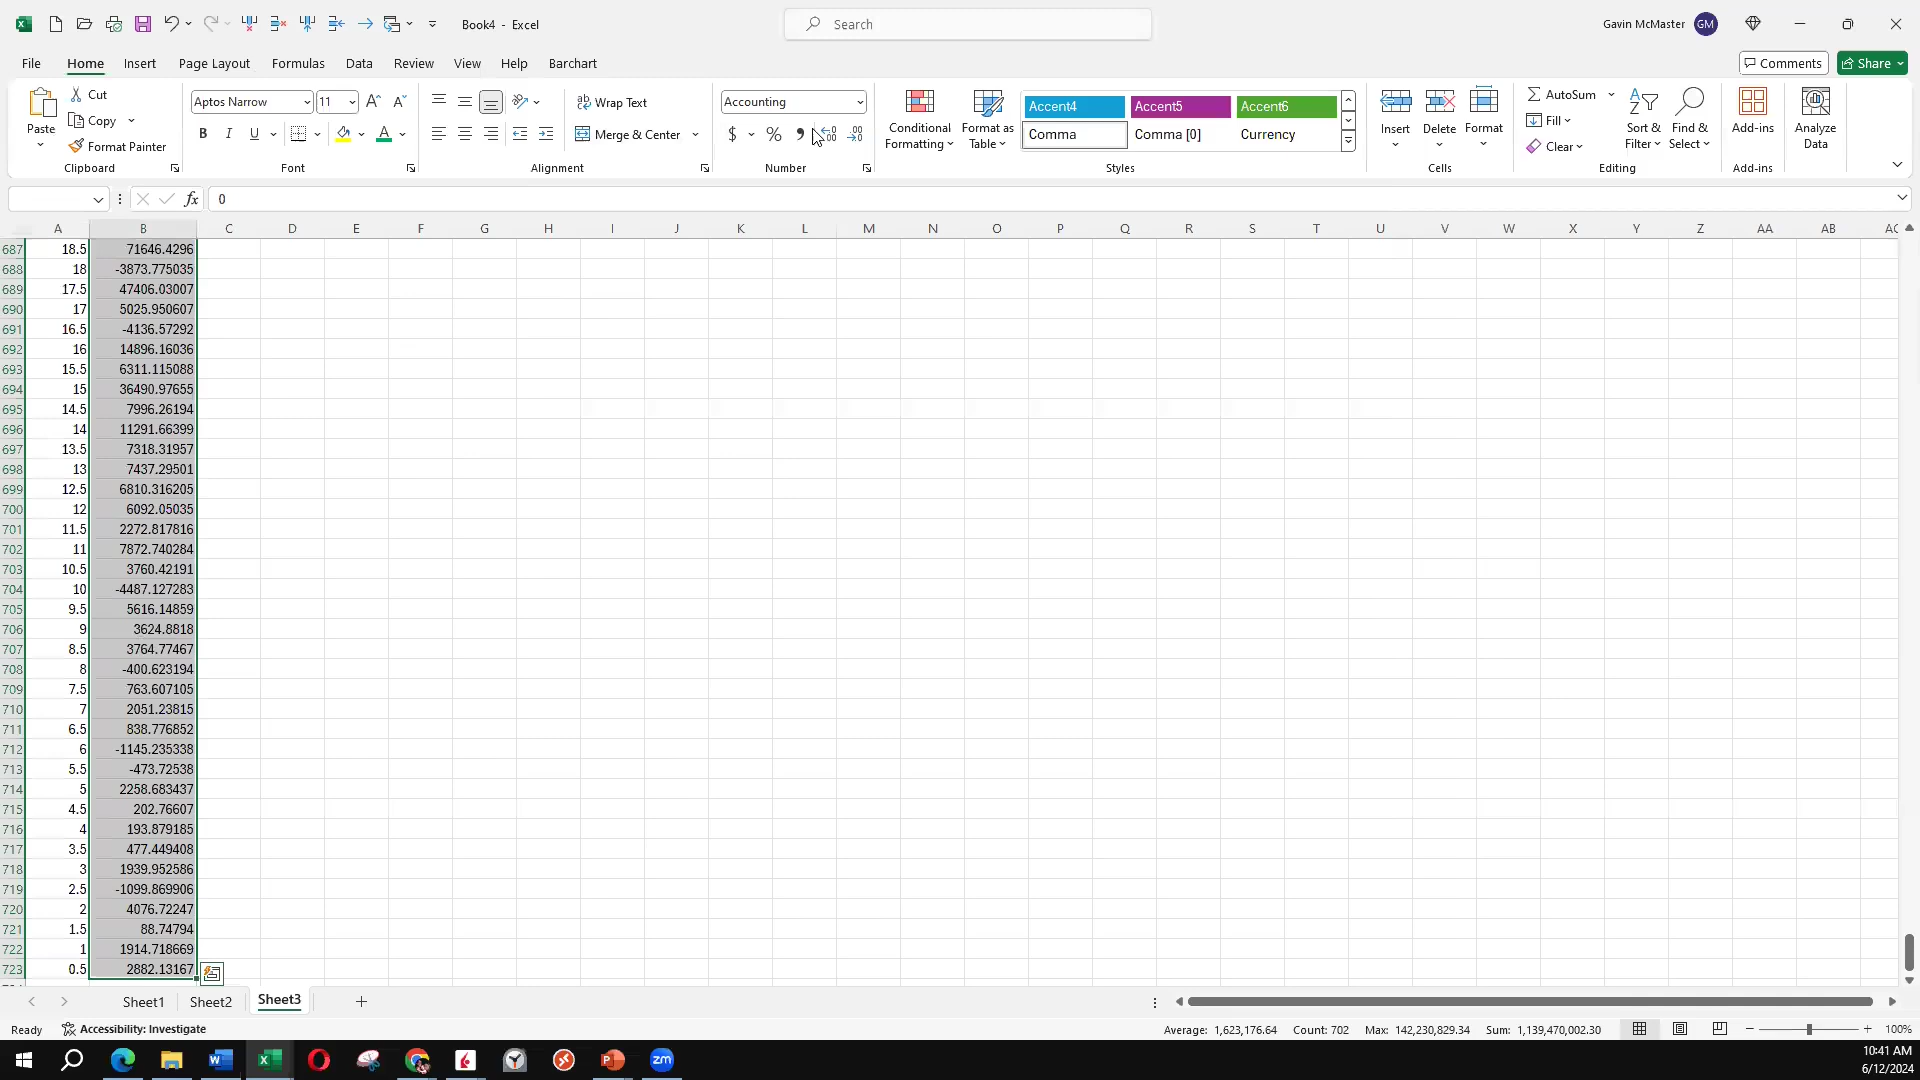 Book4 - Excel
Search
Gavin McMaster GM
File Home Insert Page Layout Formulas Data Review View Help Barchart
Comments Share
Paste
Cut
Copy
Format Painter
Clipboard
Aptos Narrow 11
B I U
Font
Wrap Text
Merge & Center
Alignment
Accounting
$ % ,
Number
Conditional
Formatting
Format as
Table
Accent4 Accent5 Accent6
Comma Comma [0] Currency
Styles
Insert Delete Format
Cells
AutoSum
Fill
Clear
Sort &
Filter
Find &
Select
Editing
Add-ins
Add-ins
Analyze
Data
fx 0
A B C D E F G H I J K L M N O P Q R S T U V W X Y Z AA AB AC
687 18.5 71646.4296
688 18 -3873.775035
689 17.5 47406.03007
690 17 5025.950607
691 16.5 -4136.57292
692 16 14896.16036
693 15.5 6311.115088
694 15 36490.97655
695 14.5 7996.26194
696 14 11291.66399
697 13.5 7318.31957
698 13 7437.29501
699 12.5 6810.316205
700 12 6092.05035
701 11.5 2272.817816
702 11 7872.740284
703 10.5 3760.42191
704 10 -4487.127283
705 9.5 5616.14859
706 9 3624.8818
707 8.5 3764.77467
708 8 -400.623194
709 7.5 763.607105
710 7 2051.23815
711 6.5 838.776852
712 6 -1145.235338
713 5.5 -473.72538
714 5 2258.683437
715 4.5 202.76607
716 4 193.879185
717 3.5 477.449408
718 3 1939.952586
719 2.5 -1099.869906
720 2 4076.72247
721 1.5 88.74794
722 1 1914.718669
723 0.5 2882.13167
Sheet1 Sheet2 Sheet3
Ready Accessibility: Investigate Average: 1,623,176.64 Count: 702 Max: 142,230,829.34 Sum: 1,139,470,002.30 100%
10:41 AM
6/12/2024